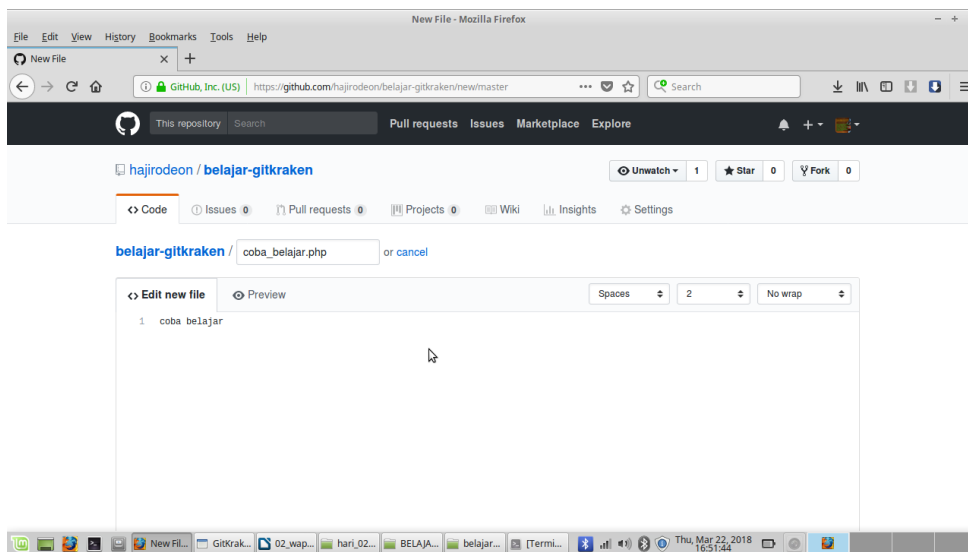 New File - Mozilla Firefox
File Edit View History Bookmarks Tools Help
New File
GitHub, Inc. (US) https://github.com/hajirodeon/belajar-gitkraken/new/master Search
This repository Search Pull requests Issues Marketplace Explore
hajirodeon / belajar-gitkraken Unwatch 1 Star 0 Fork 0
Code Issues 0 Pull requests 0 Projects 0 Wiki Insights Settings
belajar-gitkraken / coba_belajar.php or cancel
Edit new file Preview Spaces 2 No wrap
1 coba belajar
New Fil... GitKrak... 02_wap... hari_02... BELAJA... belajar... [Termi... Thu, Mar 22, 2018
16:51:44